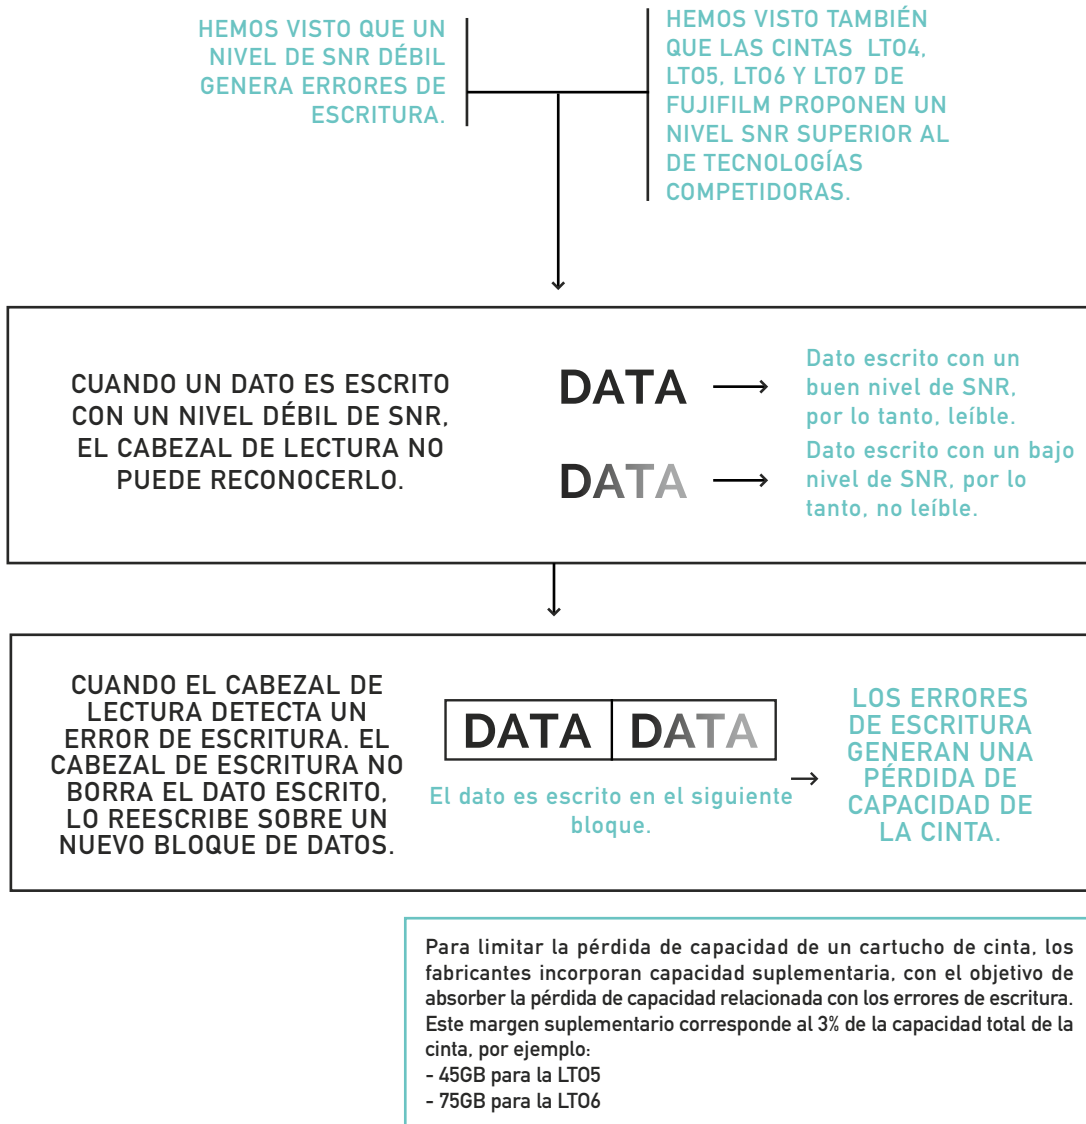 HEMOS VISTO QUE UN
NIVEL DE SNR DÉBIL
GENERA ERRORES DE
ESCRITURA.
HEMOS VISTO TAMBIÉN
QUE LAS CINTAS LTO4,
LTO5, LTO6 Y LTO7 DE
FUJIFILM PROPONEN UN
NIVEL SNR SUPERIOR AL
DE TECNOLOGÍAS
COMPETIDORAS.
CUANDO UN DATO ES ESCRITO
CON UN NIVEL DÉBIL DE SNR,
EL CABEZAL DE LECTURA NO
PUEDE RECONOCERLO.
DATA
Dato escrito con un
buen nivel de SNR,
por lo tanto, leíble.
DATA
Dato escrito con un bajo
nivel de SNR, por lo
tanto, no leíble.
CUANDO EL CABEZAL DE
LECTURA DETECTA UN
ERROR DE ESCRITURA. EL
CABEZAL DE ESCRITURA NO
BORRA EL DATO ESCRITO,
LO REESCRIBE SOBRE UN
NUEVO BLOQUE DE DATOS.
DATA DATA
El dato es escrito en el siguiente
bloque.
LOS ERRORES
DE ESCRITURA
GENERAN UNA
PÉRDIDA DE
CAPACIDAD DE
LA CINTA.
Para limitar la pérdida de capacidad de un cartucho de cinta, los
fabricantes incorporan capacidad suplementaria, con el objetivo de
absorber la pérdida de capacidad relacionada con los errores de escritura.
Este margen suplementario corresponde al 3% de la capacidad total de la
cinta, por ejemplo:
- 45GB para la LTO5
- 75GB para la LTO6